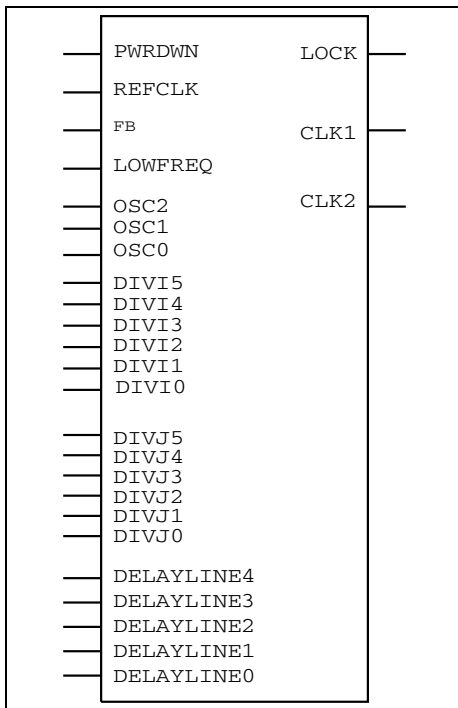 PWRDWN LOCK
REFCLK
FB CLK1
LOWFREQ
OSC2 CLK2
OSC1
OSC0
DIVI5
DIVI4
DIVI3
DIVI2
DIVI1
DIVI0
DIVJ5
DIVJ4
DIVJ3
DIVJ2
DIVJ1
DIVJ0
DELAYLINE4
DELAYLINE3
DELAYLINE2
DELAYLINE1
DELAYLINE0